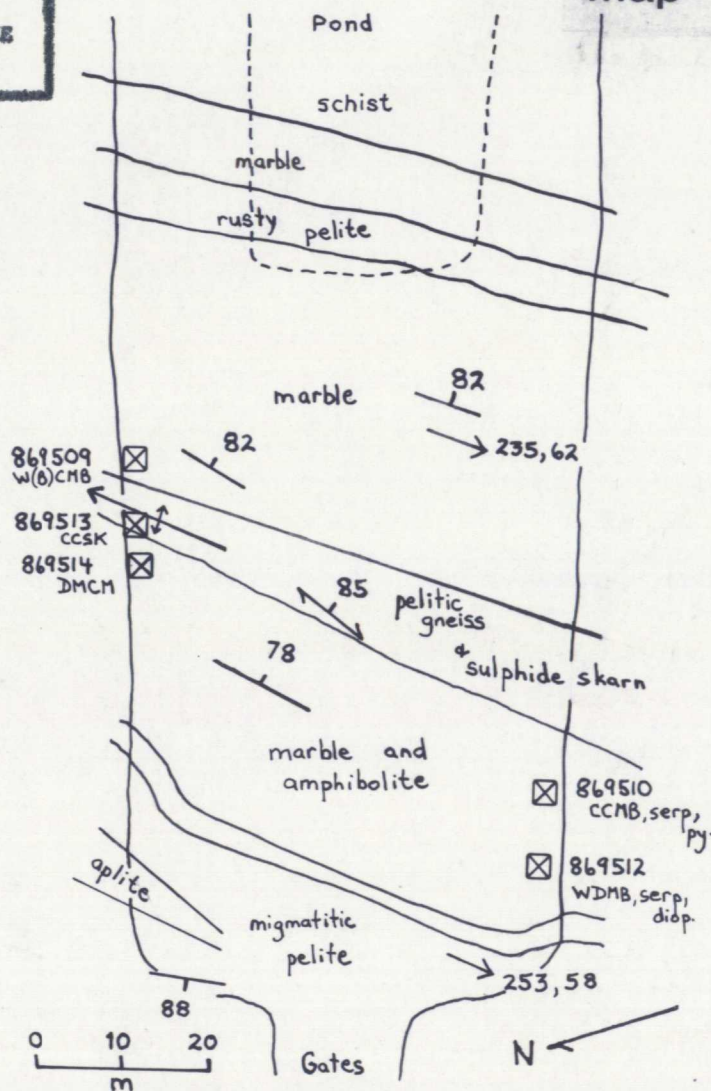 E
map
Pond
schist
marble
rusty pelite
marble
82
235,62
82
869509
W(B)CMB
869513
CCSK
869514
DMCM
85
pelitic
gneiss
&
sulphide skarn
78
marble and
amphibolite
869510
CCMB, serp,
py.
869512
WDMB, serp,
diop.
aplite
migmatitic
pelite
253,58
88
0 10 20
m
Gates
N